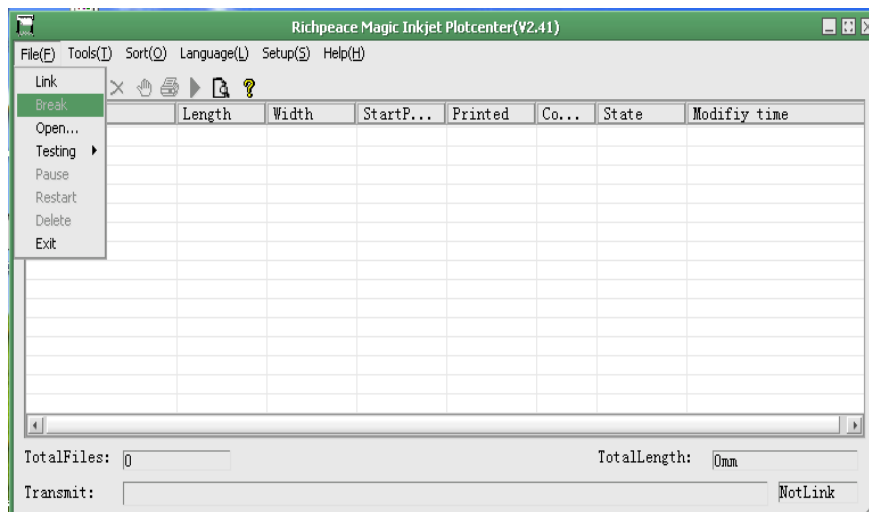 Richpeace Magic Inkjet Plotcenter(V2.41)
File(F) Tools(T) Sort(O) Language(L) Setup(S) Help(H)
Link
Break
Open...
Testing
Pause
Restart
Delete
Exit
Length Width StartP... Printed Co... State Modifiy time
TotalFiles: 0 TotalLength: 0mm
Transmit: NotLink